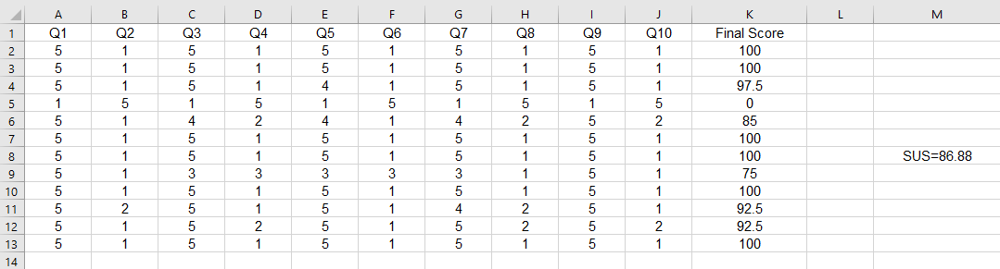 A B C D E F G H I J K L M
1 Q1 Q2 Q3 Q4 Q5 Q6 Q7 Q8 Q9 Q10 Final Score
2 5 1 5 1 5 1 5 1 5 1 100
3 5 1 5 1 5 1 5 1 5 1 100
4 5 1 5 1 4 1 5 1 5 1 97.5
5 1 5 1 5 1 5 1 5 1 5 0
6 5 1 4 2 4 1 4 2 5 2 85
7 5 1 5 1 5 1 5 1 5 1 100
8 5 1 5 1 5 1 5 1 5 1 100 SUS=86.88
9 5 1 3 3 3 3 3 1 5 1 75
10 5 1 5 1 5 1 5 1 5 1 100
11 5 2 5 1 5 1 4 2 5 1 92.5
12 5 1 5 2 5 1 5 2 5 2 92.5
13 5 1 5 1 5 1 5 1 5 1 100
14